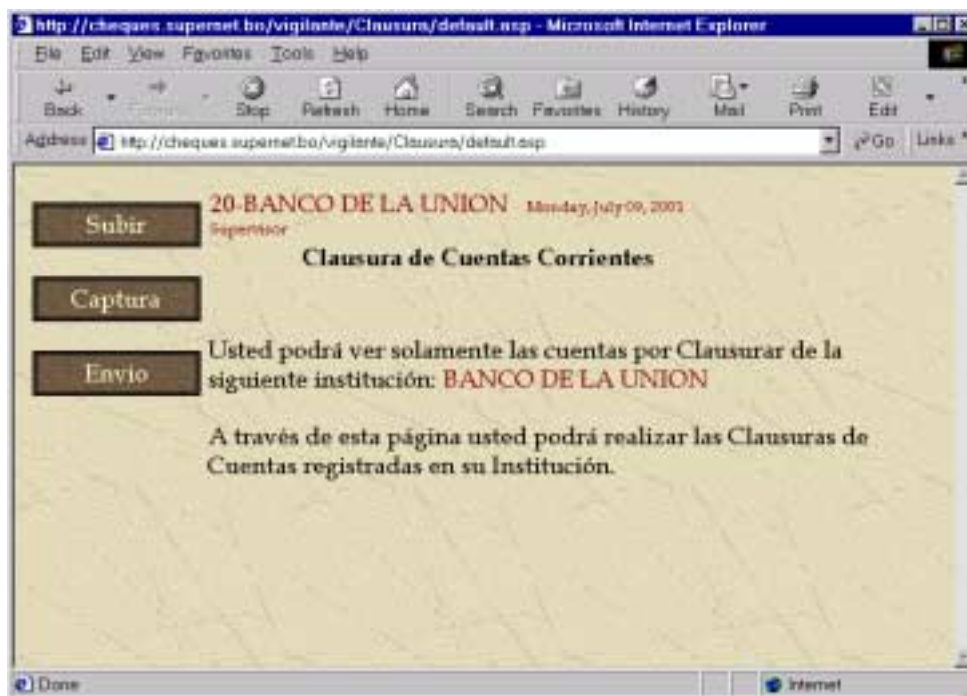 http://cheques.supernet.bo/vigilante/Clausura/default.asp - Microsoft Internet Explorer
File Edit View Favorites Tools Help
Back Forward Stop Refresh Home Search Favorites History Mail Print Edit
Address http://cheques.supernet.bo/vigilante/Clausura/default.asp Go Links
20-BANCO DE LA UNION Monday, July 09, 2001
Supervisor
Subir
Clausura de Cuentas Corrientes
Captura
Envio
Usted podrá ver solamente las cuentas por Clausurar de la
siguiente institución: BANCO DE LA UNION
A través de esta página usted podrá realizar las Clausuras de
Cuentas registradas en su Institución.
Done Internet